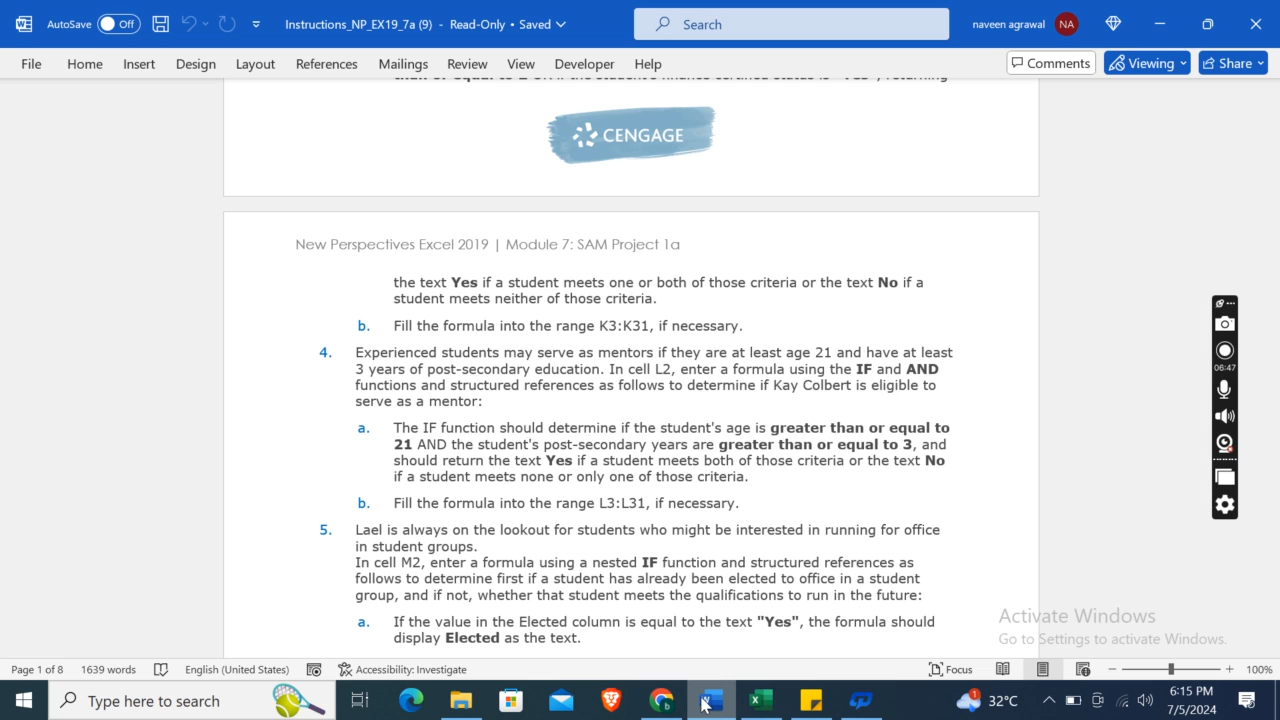 AutoSave Off Instructions_NP_EX19_7a (9) - Read-Only • Saved Search naveen agrawal NA
File Home Insert Design Layout References Mailings Review View Developer Help Comments Viewing Share
CENGAGE
New Perspectives Excel 2019 | Module 7: SAM Project 1a
the text Yes if a student meets one or both of those criteria or the text No if a
student meets neither of those criteria.
b. Fill the formula into the range K3:K31, if necessary.
4. Experienced students may serve as mentors if they are at least age 21 and have at least
3 years of post-secondary education. In cell L2, enter a formula using the IF and AND
functions and structured references as follows to determine if Kay Colbert is eligible to
serve as a mentor:
a. The IF function should determine if the student's age is greater than or equal to
21 AND the student's post-secondary years are greater than or equal to 3, and
should return the text Yes if a student meets both of those criteria or the text No
if a student meets none or only one of those criteria.
b. Fill the formula into the range L3:L31, if necessary.
5. Lael is always on the lookout for students who might be interested in running for office
in student groups.
In cell M2, enter a formula using a nested IF function and structured references as
follows to determine first if a student has already been elected to office in a student
group, and if not, whether that student meets the qualifications to run in the future:
a. If the value in the Elected column is equal to the text "Yes", the formula should
display Elected as the text.
06:47
Activate Windows
Go to Settings to activate Windows.
Page 1 of 8 1639 words English (United States) Accessibility: Investigate Focus 100%
Type here to search 1 32°C 6:15 PM
7/5/2024